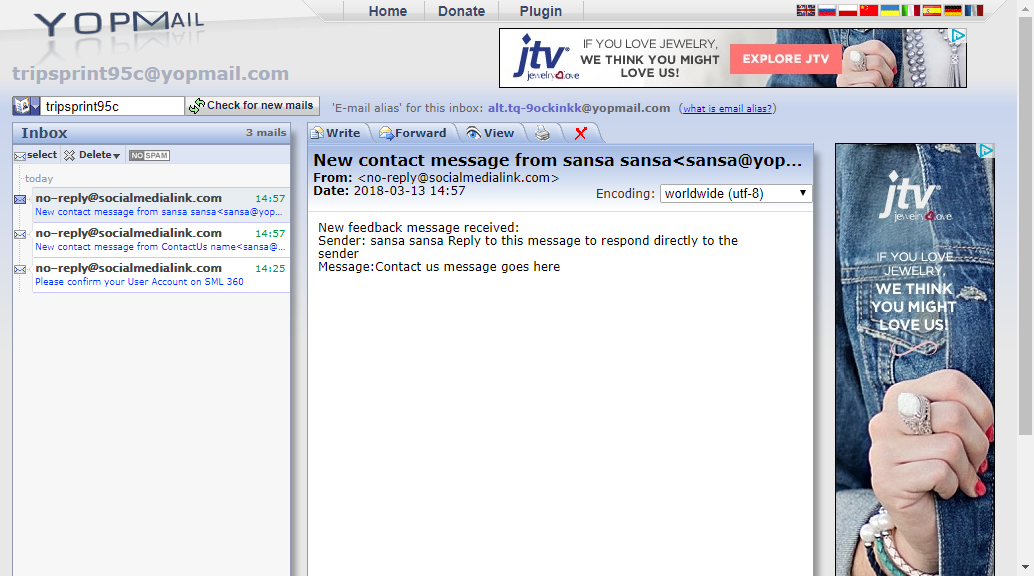 YOPMAIL
Home Donate Plugin
tripsprint95c@yopmail.com
jtv®
jewelry love
IF YOU LOVE JEWELRY,
WE THINK YOU MIGHT
LOVE US!
EXPLORE JTV
tripsprint95c
Check for new mails
'E-mail alias' for this inbox: alt.tq-9ockinkk@yopmail.com (what is email alias?)
Inbox 3 mails
select Delete NO SPAM
today
no-reply@socialmedialink.com 14:57
New contact message from sansa sansa<sansa@yop...
no-reply@socialmedialink.com 14:57
New contact message from ContactUs name<sansa@...
no-reply@socialmedialink.com 14:25
Please confirm your User Account on SML 360
Write Forward View
New contact message from sansa sansa<sansa@yop...
From: <no-reply@socialmedialink.com>
Date: 2018-03-13 14:57
Encoding: worldwide (utf-8)
New feedback message received:
Sender: sansa sansa Reply to this message to respond directly to the
sender
Message:Contact us message goes here
jtv®
jewelry love
IF YOU LOVE
JEWELRY,
WE THINK
YOU MIGHT
LOVE US!